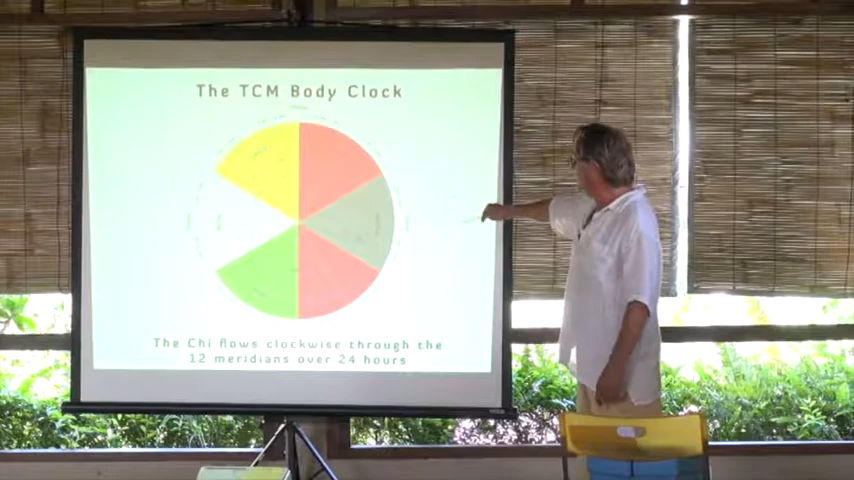 The TCM Body Clock
The Chi flows clockwise through the
12 meridians over 24 hours